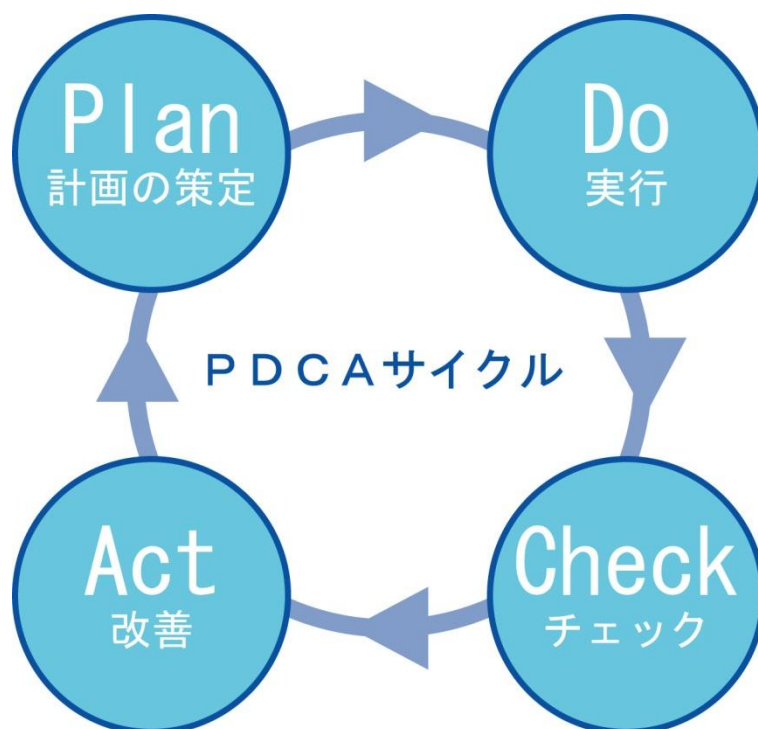 Plan
計画の策定
Do
実行
PDCAサイクル
Act
改善
Check
チェック